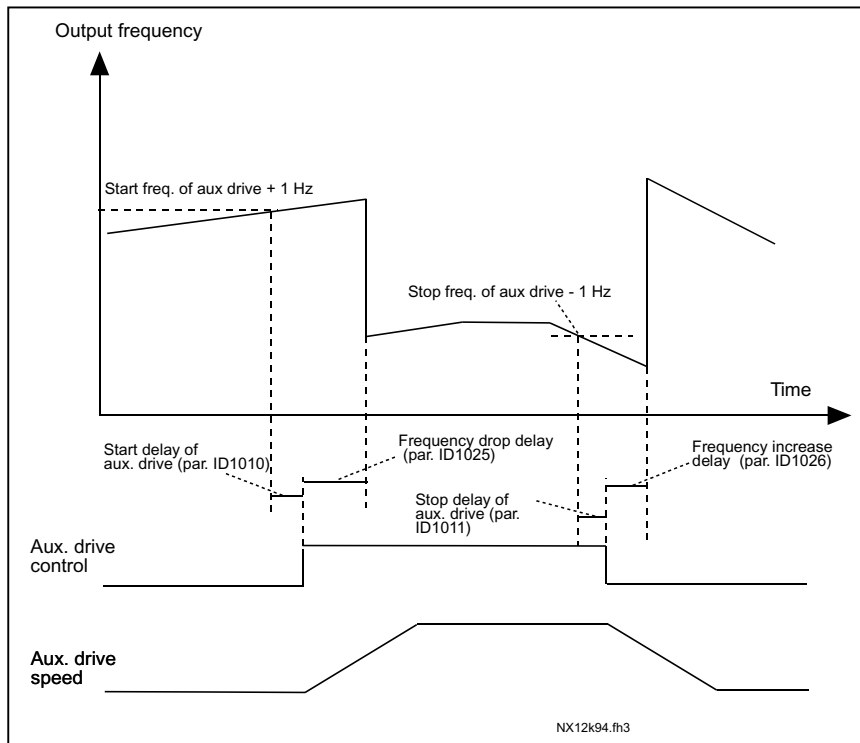 Output frequency
Start freq. of aux drive + 1 Hz
Stop freq. of aux drive - 1 Hz
Time
Start delay of
aux. drive (par. ID1010)
Frequency drop delay
(par. ID1025)
Stop delay of
aux. drive (par.
ID1011)
Frequency increase
delay (par. ID1026)
Aux. drive
control
Aux. drive
speed
NX12k94.fh3